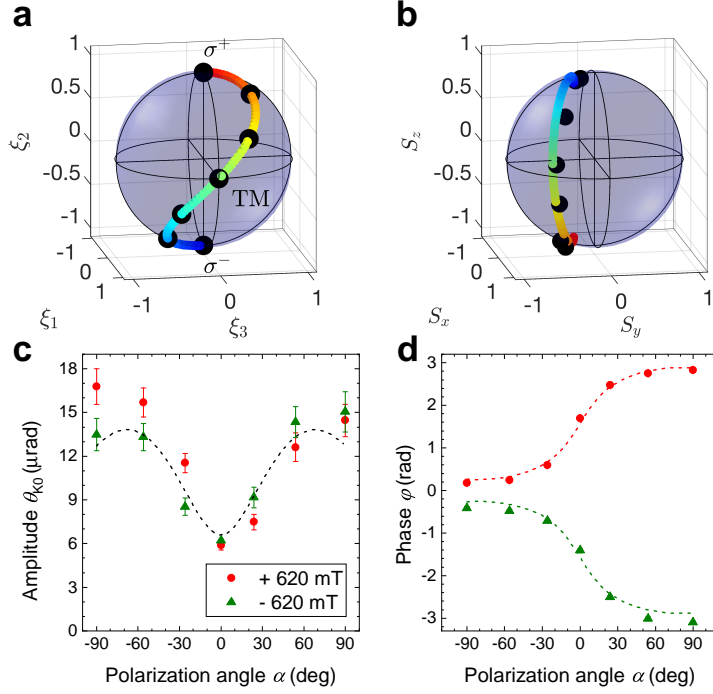 a
b
1
0.5
0
-0.5
-1
ξ2
σ+
TM
σ−
-1
0
1
ξ1
-1
0
1
ξ3
1
0.5
0
-0.5
-1
Sz
-1
0
1
Sx
-1
0
1
Sy
c
d
18
15
12
9
6
3
0
Amplitude θK0 (µrad)
+ 620 mT
- 620 mT
-90 -60 -30 0 30 60 90
Polarization angle α (deg)
3
2
1
0
-1
-2
-3
Phase φ (rad)
-90 -60 -30 0 30 60 90
Polarization angle α (deg)